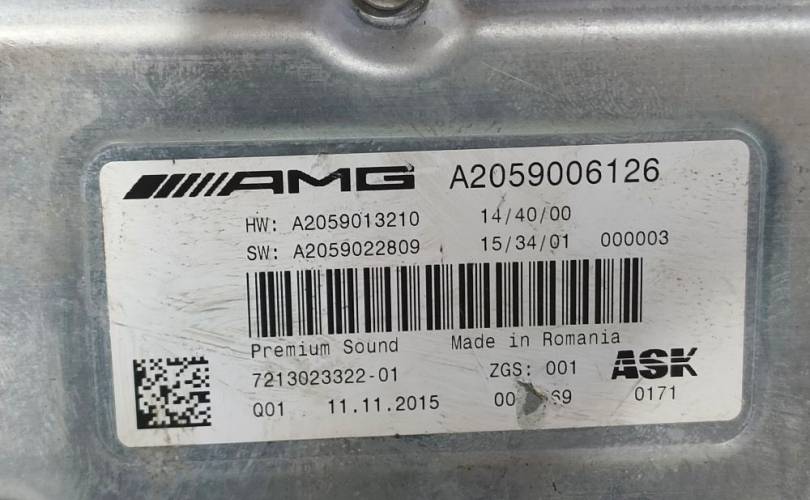 AMG A2059006126
HW: A2059013210 14/40/00
SW: A2059022809 15/34/01 000003
Premium Sound Made in Romania
7213023322-01 ZGS: 001 ASK
Q01 11.11.2015 0171